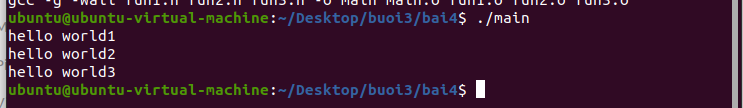 gcc -g -Wall fun1.h fun2.h fun3.h -o main main.o fun1.o fun2.o fun3.o
ubuntu@ubuntu-virtual-machine:~/Desktop/buoi3/bai4$ ./main
hello world1
hello world2
hello world3
ubuntu@ubuntu-virtual-machine:~/Desktop/buoi3/bai4$